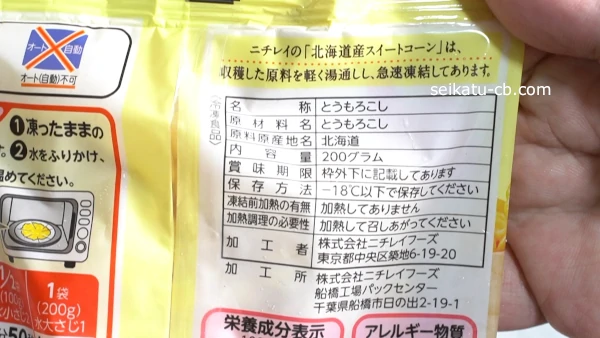 オート 自動
オート(自動)不可
❶凍ったままの
❷水をふりかけ、
温めてください。
1袋
(200g)
水大さじ1
ニチレイの「北海道産スイートコーン」は、
収穫した原料を軽く湯通しし、急速凍結してあります。
seikatu-cb.com
〈冷凍食品〉
名称 とうもろこし
原材料名 とうもろこし
原料原産地名 北海道
内容量 200グラム
賞味期限 枠外下に記載してあります
保存方法 −18℃以下で保存してください
凍結前加熱の有無 加熱してありません
加熱調理の必要性 加熱して召しあがってください
加工者 株式会社ニチレイフーズ
東京都中央区築地6-19-20
加工所 株式会社ニチレイフーズ
船橋工場パックセンター
千葉県船橋市日の出2-19-1
栄養成分表示
アレルギー物質